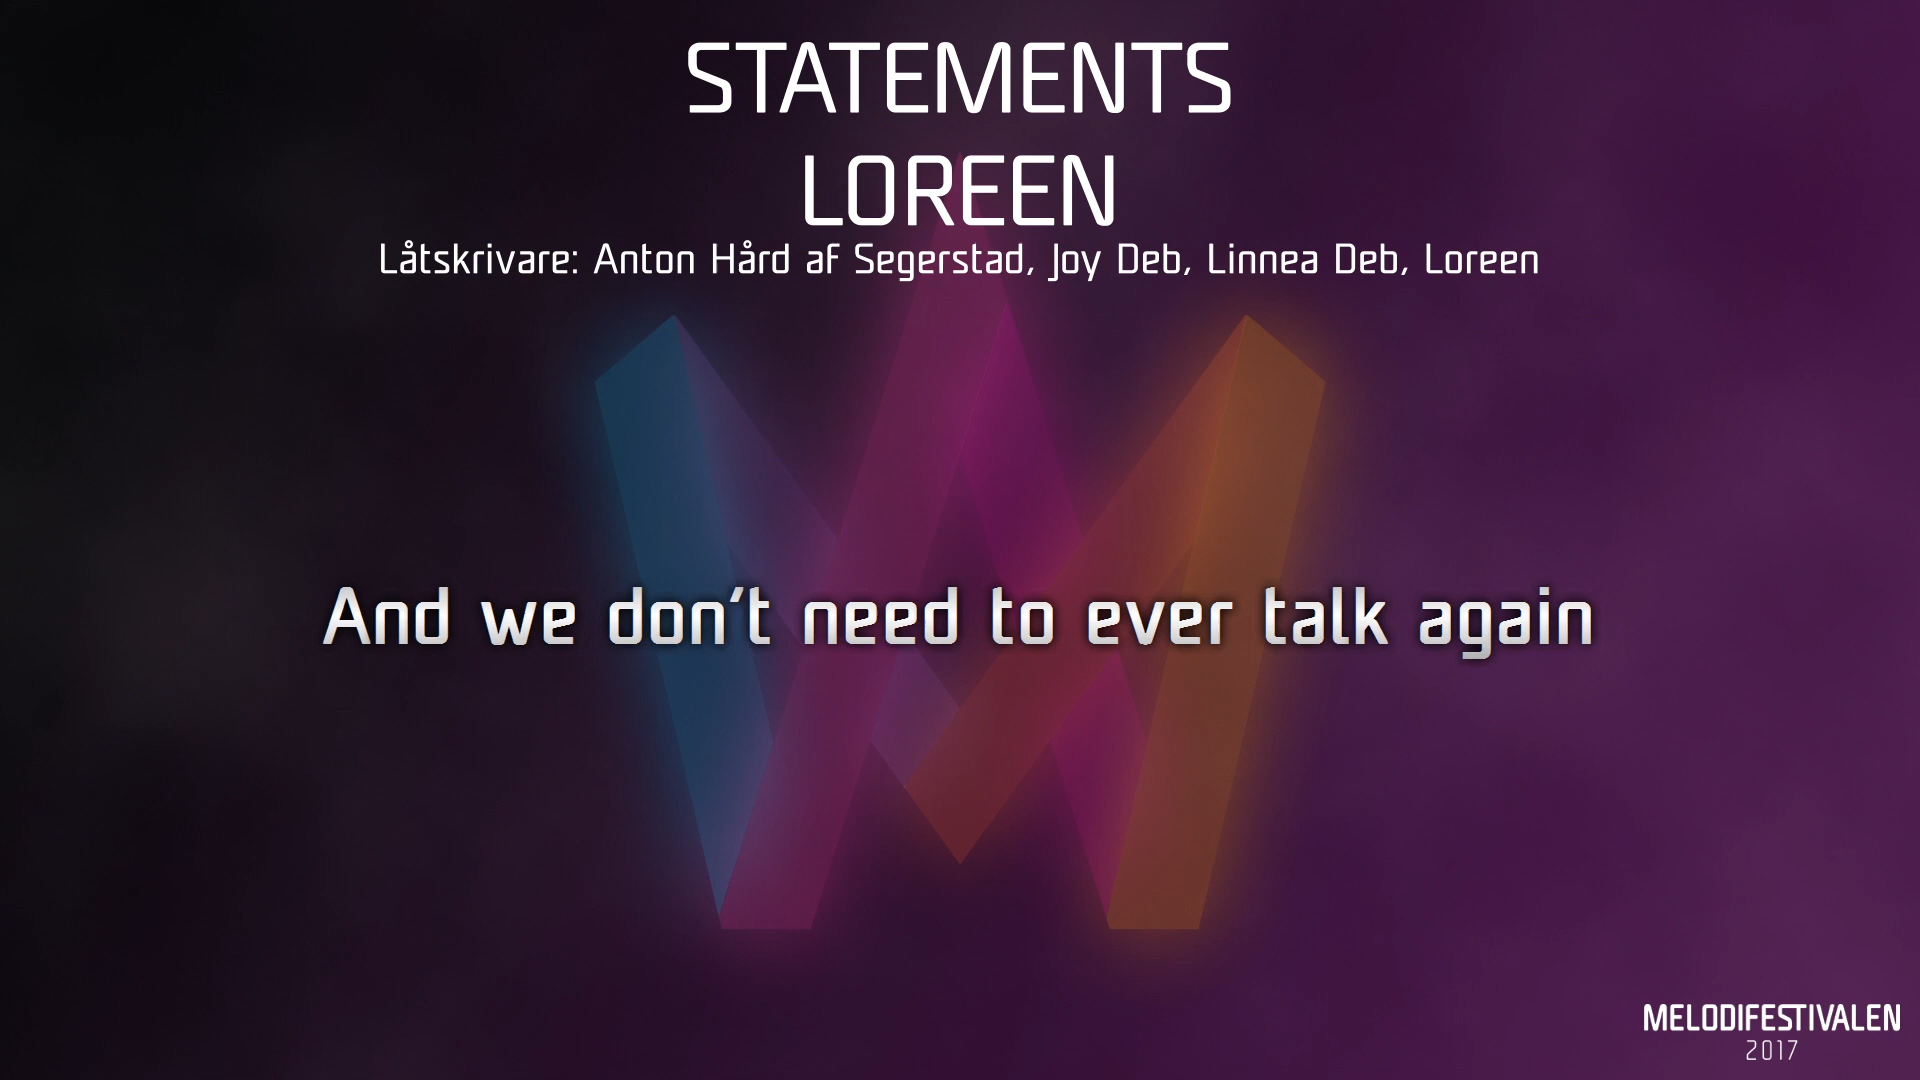 STATEMENTS
LOREEN
Låtskrivare: Anton Hård af Segerstad, Joy Deb, Linnea Deb, Loreen
And we don't need to ever talk again
MELODIFESTIVALEN
2017